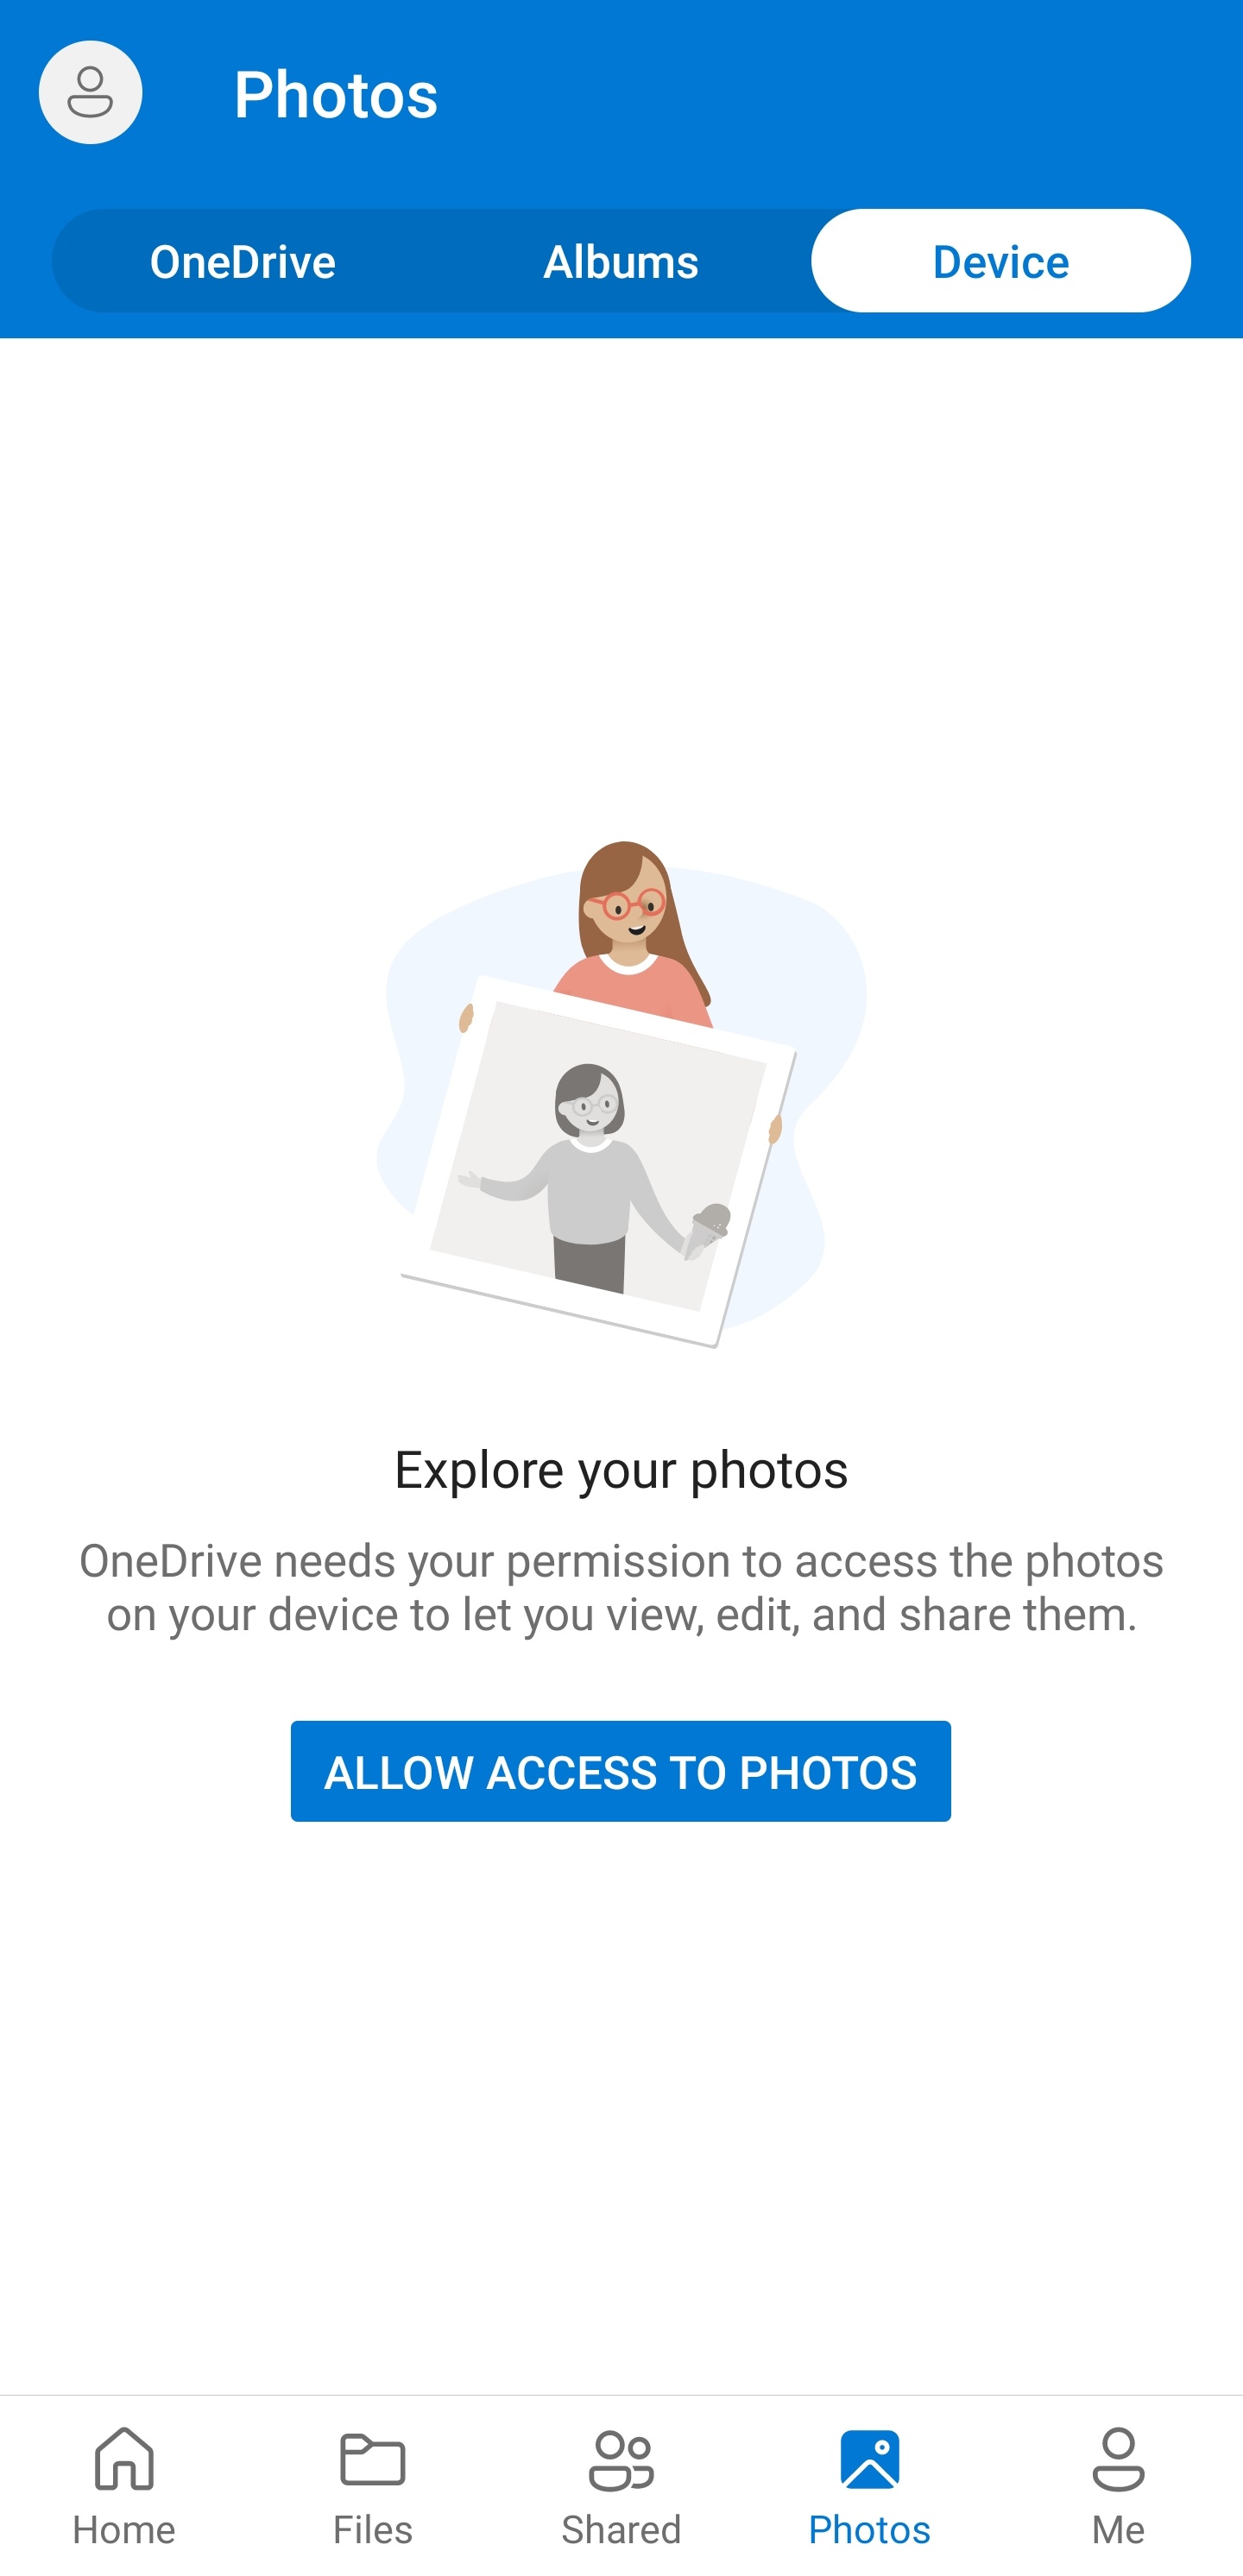 Photos
OneDrive
Albums
Device
Explore your photos
OneDrive needs your permission to access the photos
on your device to let you view, edit, and share them.
ALLOW ACCESS TO PHOTOS
Home
Files
Shared
Photos
Me